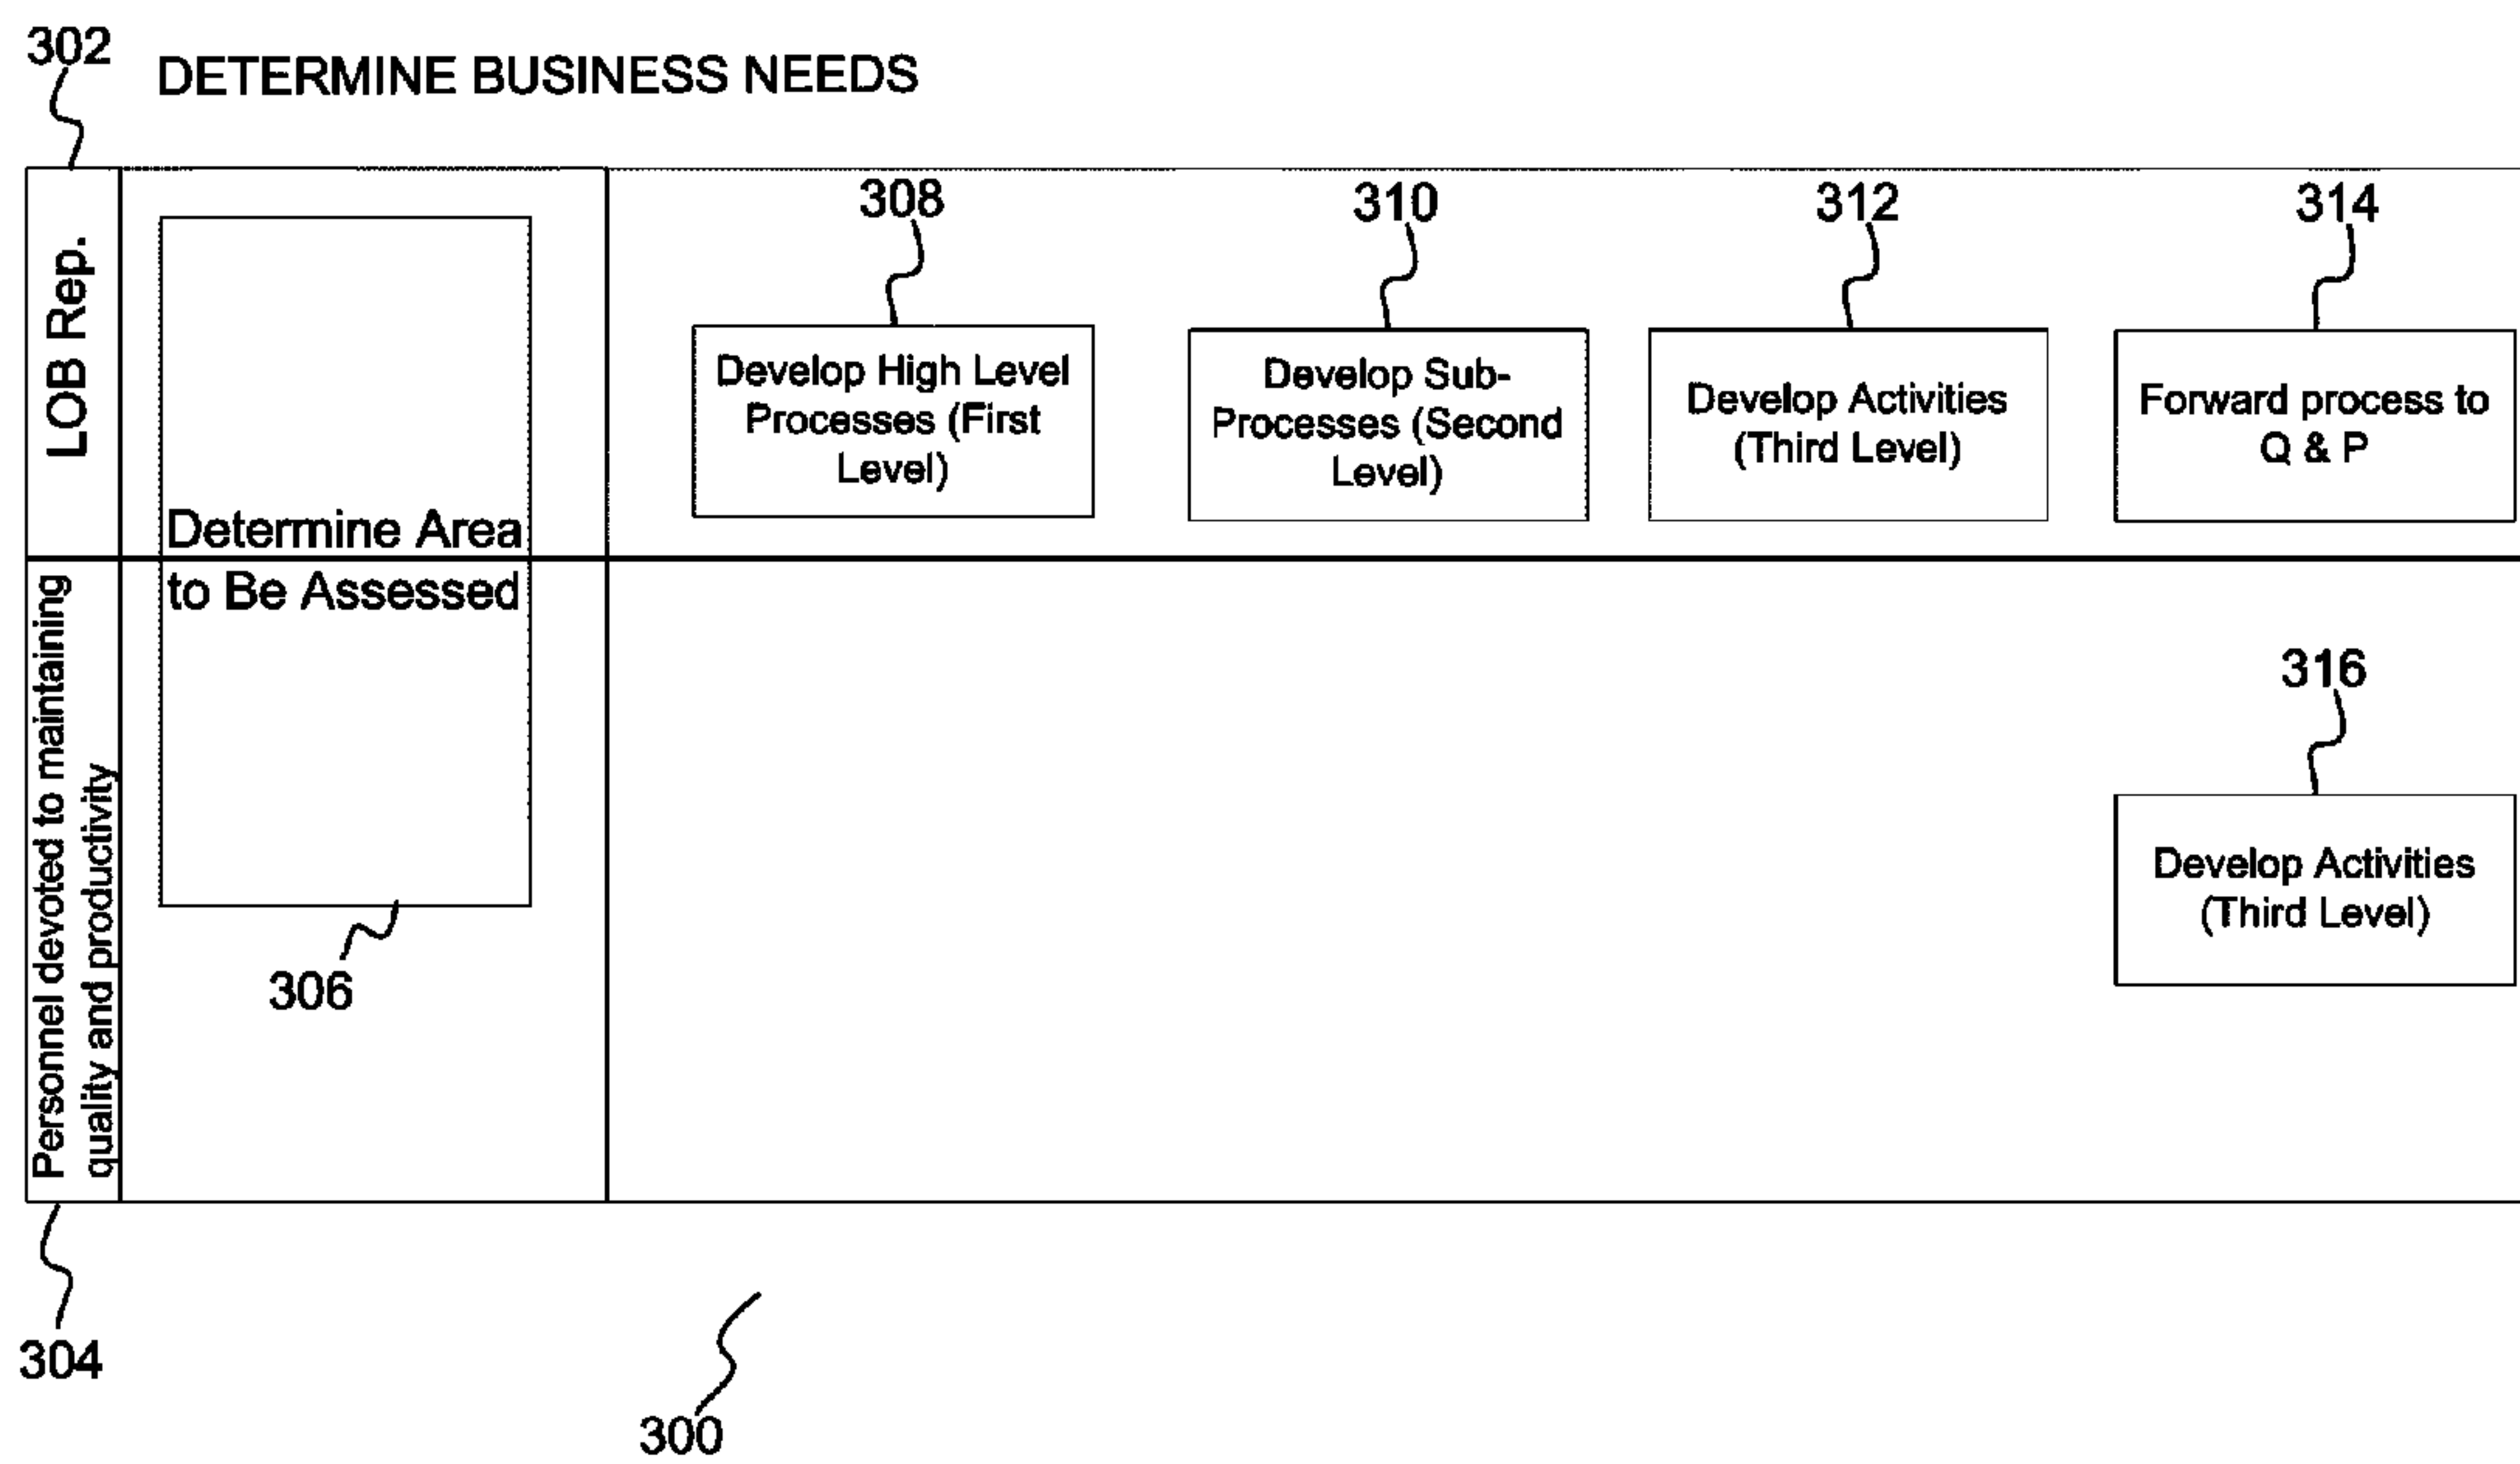 302
DETERMINE BUSINESS NEEDS
LOB Rep.
308
310
312
314
Develop High Level
Processes (First
Level)
Develop Sub-
Processes (Second
Level)
Develop Activities
(Third Level)
Forward process to
Q & P
Determine Area
to Be Assessed
Personnel devoted to maintaining
quality and productivity
316
Develop Activities
(Third Level)
306
304
300